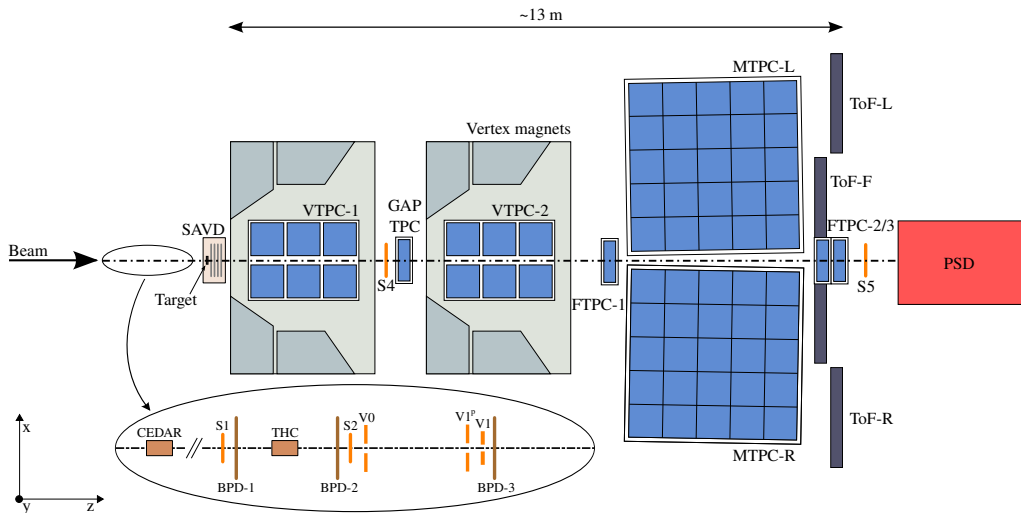 ~13 m
MTPC-L
ToF-L
Vertex magnets
ToF-F
GAP
TPC
VTPC-1
VTPC-2
FTPC-2/3
SAVD
Beam
PSD
Target
S4
FTPC-1
S5
x
CEDAR
S1
THC
S2
V0
V1ᵖ
V1
ToF-R
MTPC-R
BPD-1
BPD-2
BPD-3
y
z